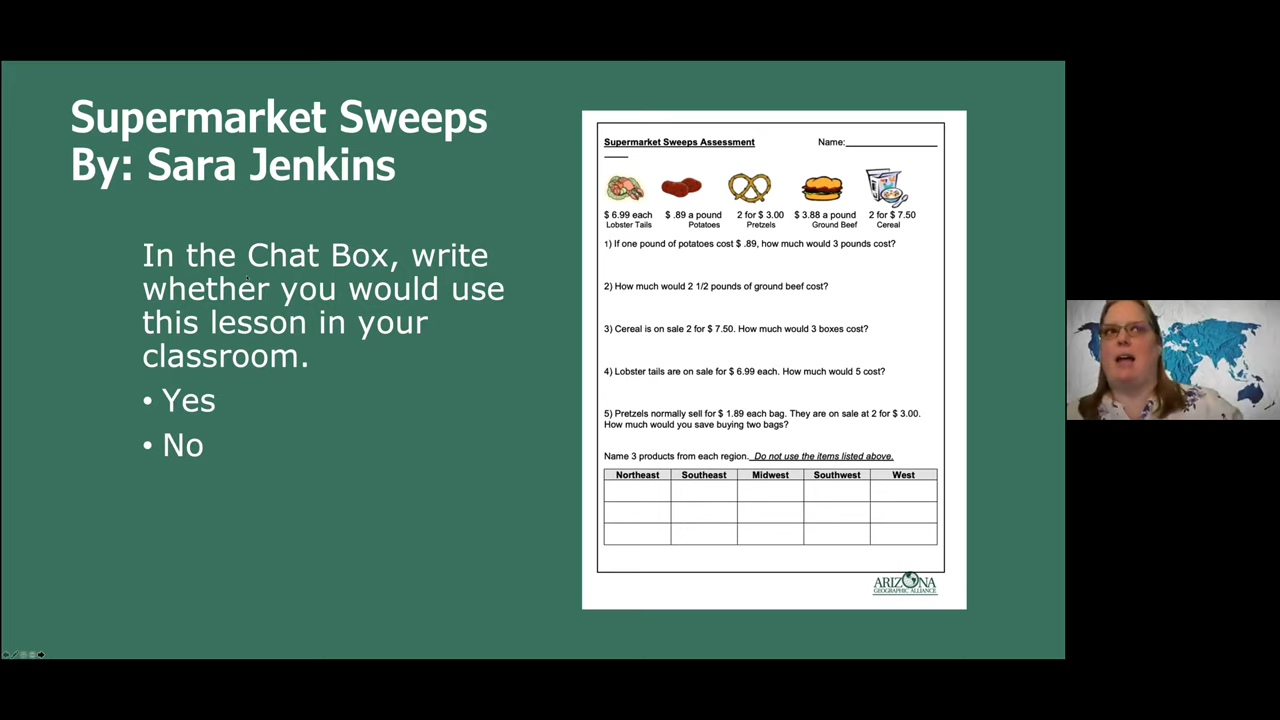 Supermarket Sweeps
By: Sara Jenkins
In the Chat Box, write
whether you would use
this lesson in your
classroom.
• Yes
• No
Supermarket Sweeps Assessment Name:________________
_____
$ 6.99 each $ .89 a pound 2 for $ 3.00 $ 3.88 a pound 2 for $ 7.50
Lobster Tails Potatoes Pretzels Ground Beef Cereal
1) If one pound of potatoes cost $ .89, how much would 3 pounds cost?
2) How much would 2 1/2 pounds of ground beef cost?
3) Cereal is on sale 2 for $ 7.50. How much would 3 boxes cost?
4) Lobster tails are on sale for $ 6.99 each. How much would 5 cost?
5) Pretzels normally sell for $ 1.89 each bag. They are on sale at 2 for $ 3.00.
How much would you save buying two bags?
Name 3 products from each region. Do not use the items listed above.
Northeast Southeast Midwest Southwest West
ARIZONA
GEOGRAPHIC ALLIANCE